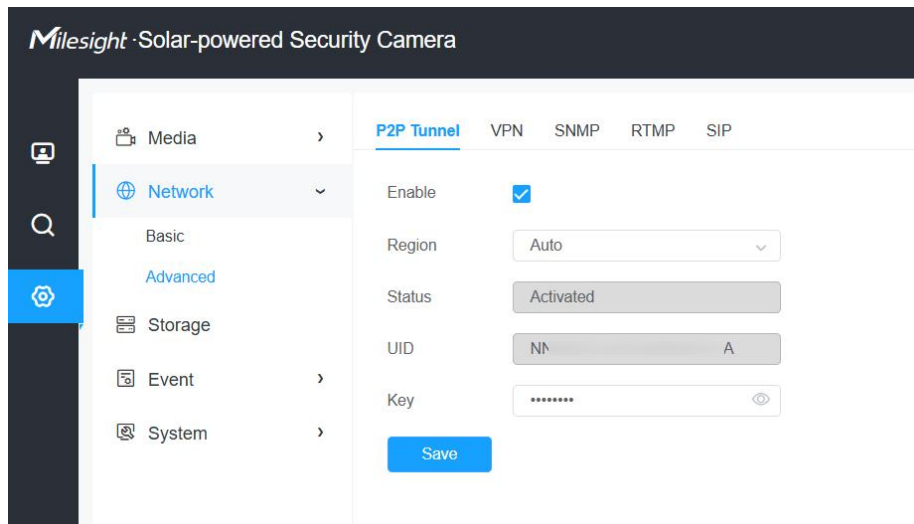 Milesight · Solar-powered Security Camera
Media
Network
Basic
Advanced
Storage
Event
System
P2P Tunnel VPN SNMP RTMP SIP
Enable
Region Auto
Status Activated
UID
Key ••••••••
Save